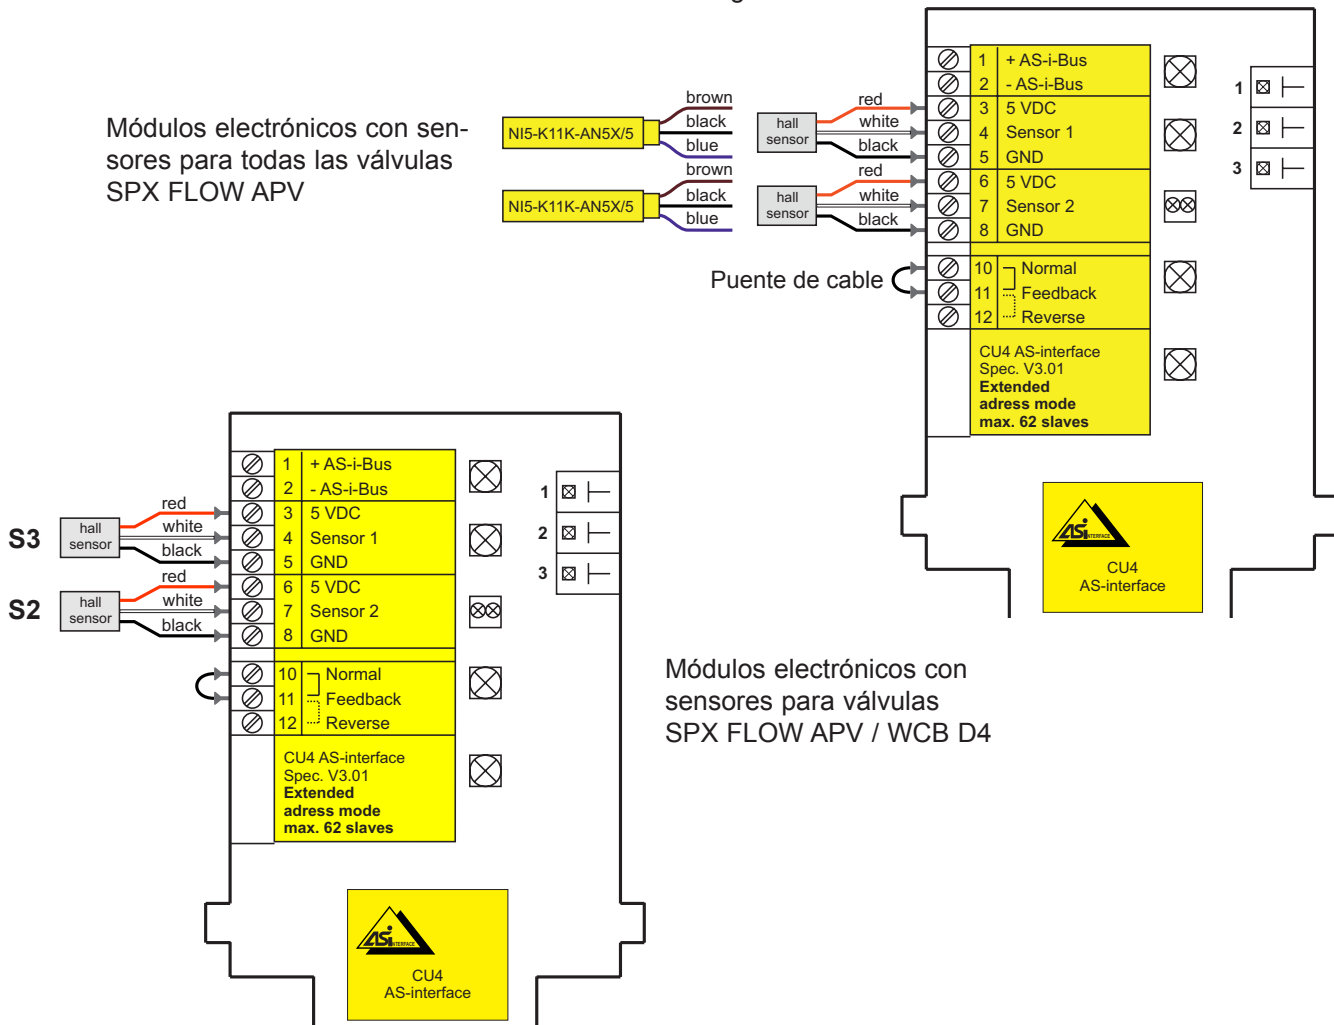 g
Módulos electrónicos con sen-
sores para todas las válvulas
SPX FLOW APV
NI5-K11K-AN5X/5
brown
black
blue
NI5-K11K-AN5X/5
brown
black
blue
hall
sensor
red
white
black
hall
sensor
red
white
black
Puente de cable
1 + AS-i-Bus
2 - AS-i-Bus
3 5 VDC
4 Sensor 1
5 GND
6 5 VDC
7 Sensor 2
8 GND
10 Normal
11 Feedback
12 Reverse
CU4 AS-interface
Spec. V3.01
Extended
adress mode
max. 62 slaves
1
2
3
ASi INTERFACE
CU4
AS-interface
S3
hall
sensor
red
white
black
S2
hall
sensor
red
white
black
1 + AS-i-Bus
2 - AS-i-Bus
3 5 VDC
4 Sensor 1
5 GND
6 5 VDC
7 Sensor 2
8 GND
10 Normal
11 Feedback
12 Reverse
CU4 AS-interface
Spec. V3.01
Extended
adress mode
max. 62 slaves
1
2
3
ASi INTERFACE
CU4
AS-interface
Módulos electrónicos con
sensores para válvulas
SPX FLOW APV / WCB D4